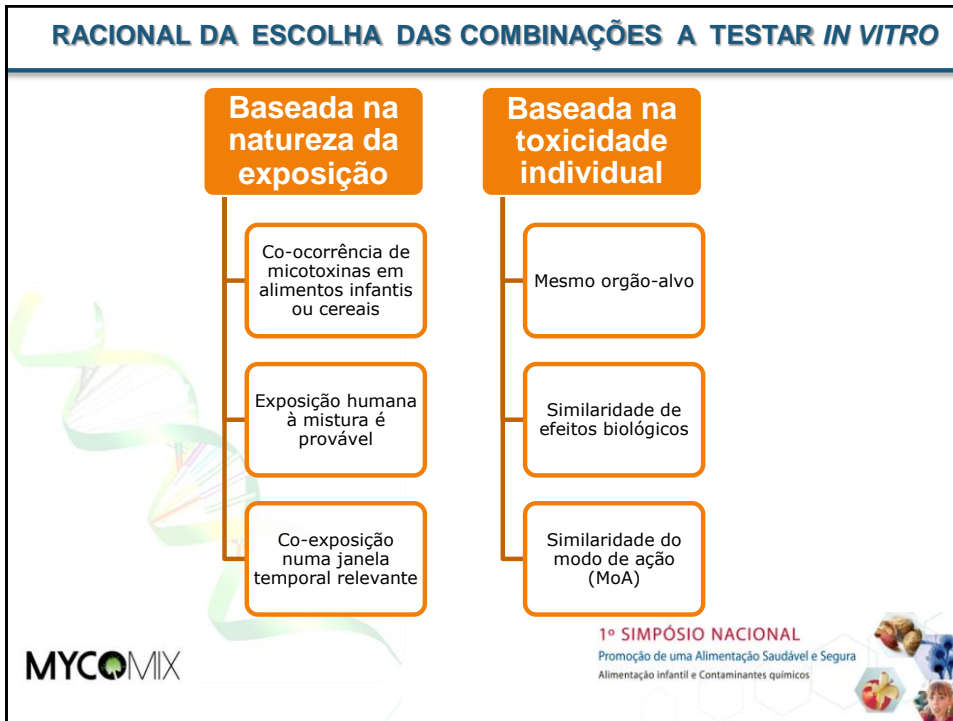 RACIONAL DA ESCOLHA DAS COMBINAÇÕES A TESTAR IN VITRO
Baseada na
natureza da
exposição
Co-ocorrência de
micotoxinas em
alimentos infantis
ou cereais
Exposição humana
à mistura é
provável
Co-exposição
numa janela
temporal relevante
Baseada na
toxicidade
individual
Mesmo orgão-alvo
Similaridade de
efeitos biológicos
Similaridade do
modo de ação
(MoA)
MYCOMIX
1º SIMPÓSIO NACIONAL
Promoção de uma Alimentação Saudável e Segura
Alimentação infantil e Contaminantes químicos